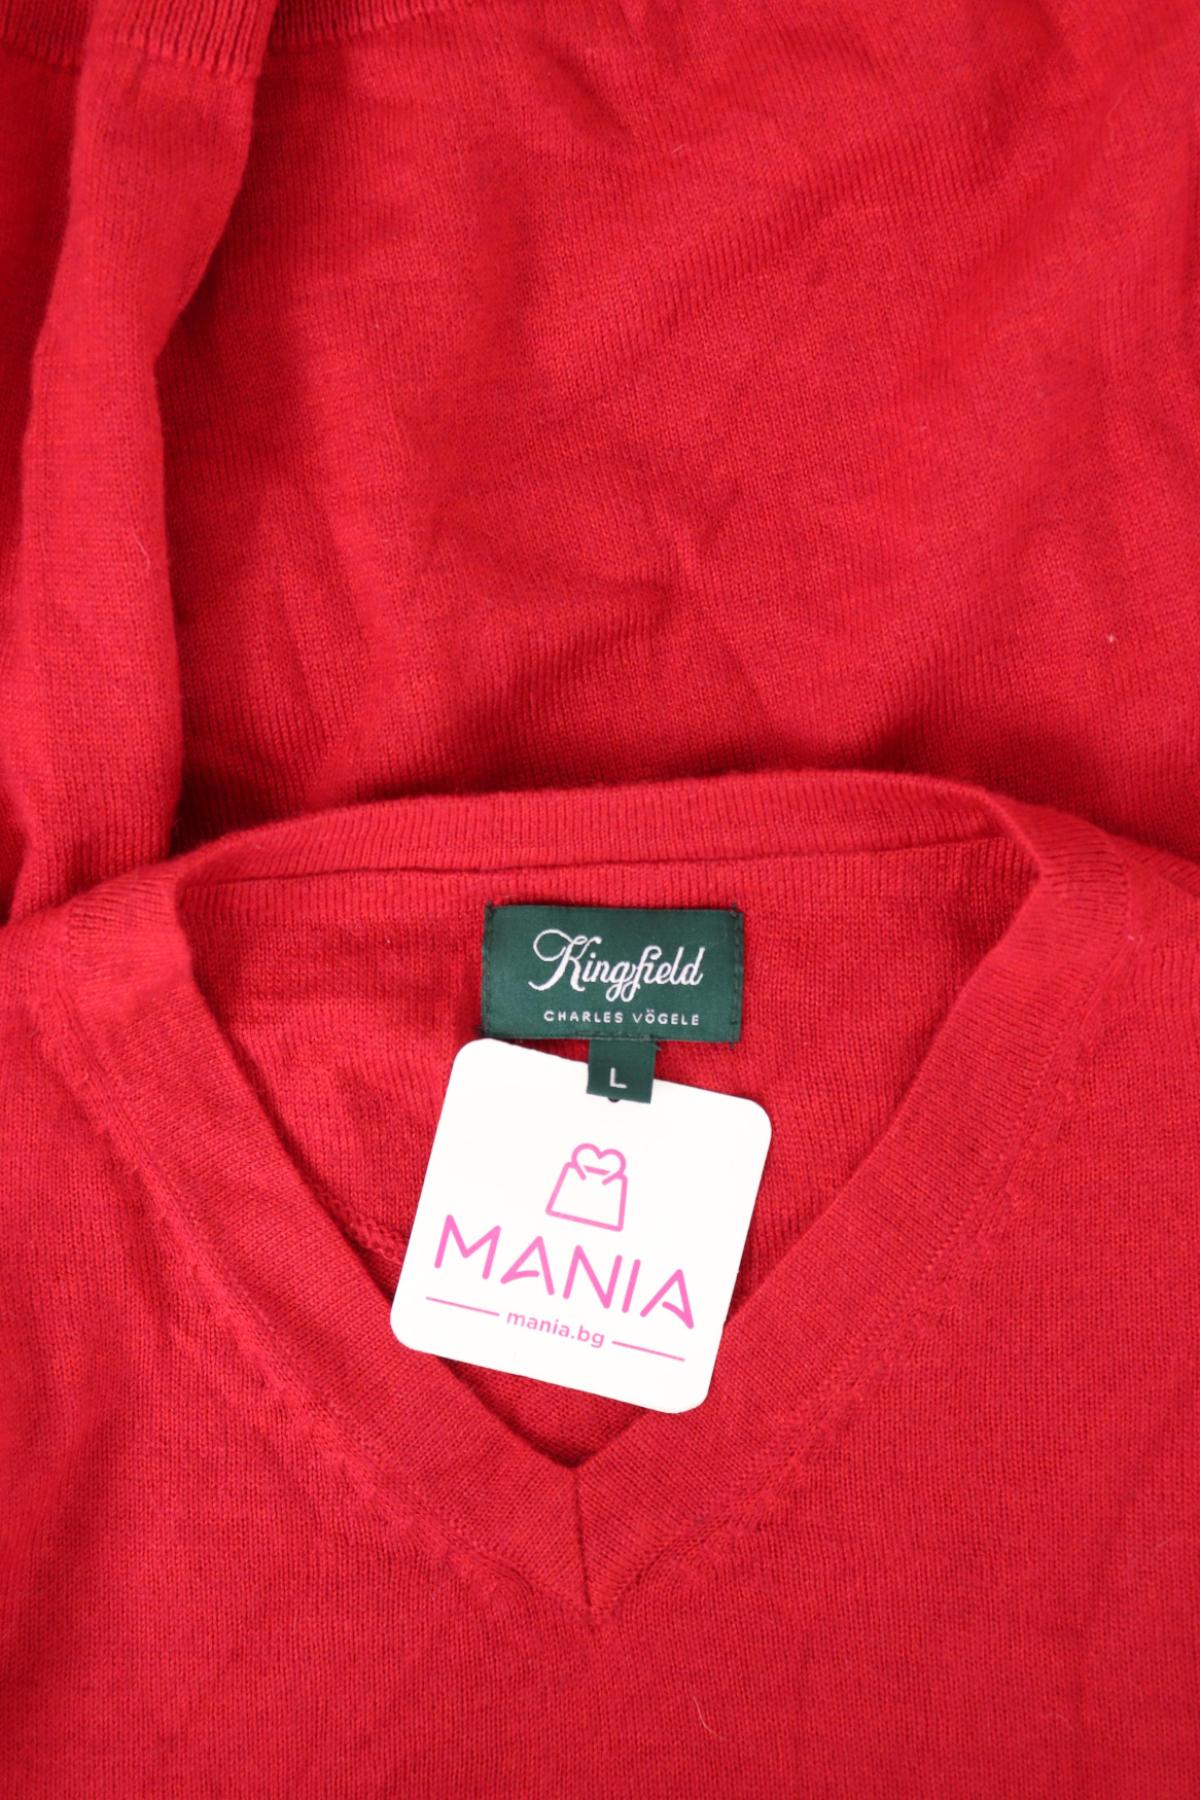 Kingfield
CHARLES VÖGELE
L
MANIA
mania.bg